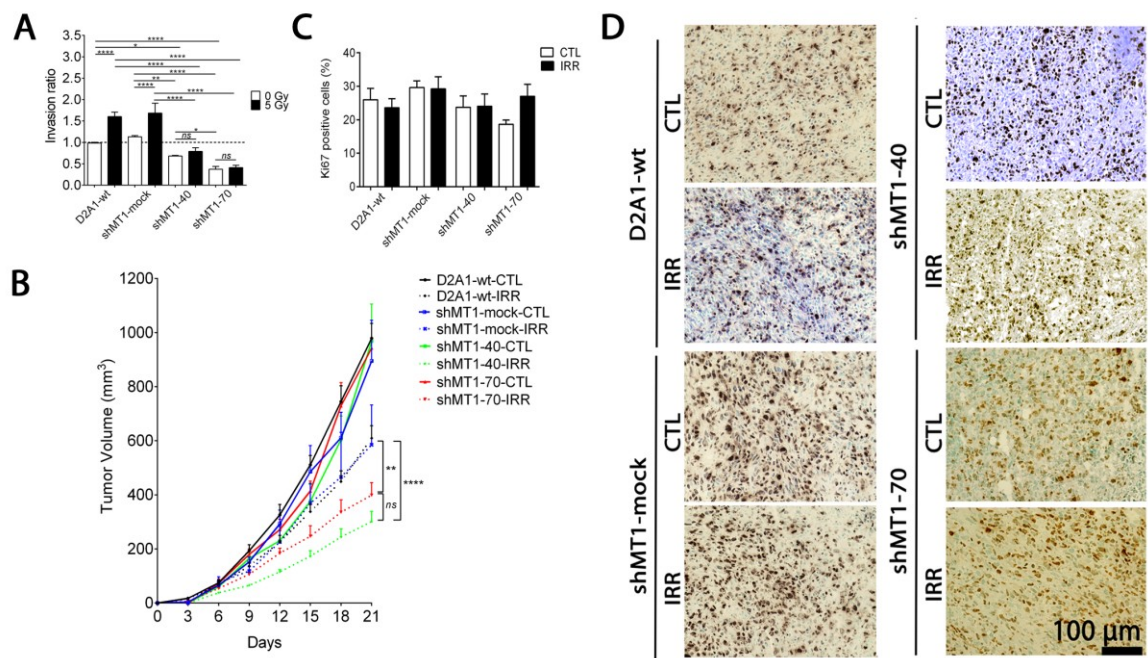 A
Invasion ratio
3.5
3.0
2.5
2.0
1.5
1.0
0.5
0.0
****
*
****
****
****
****
**
****
****
****
*
ns
ns
0 Gy
5 Gy
D2A1-wt
shMT1-mock
shMT1-40
shMT1-70
C
Ki67 positive cells (%)
40
30
20
10
0
CTL
IRR
D2A1-wt
shMT1-mock
shMT1-40
shMT1-70
B
Tumor Volume (mm³)
1200
1000
800
600
400
200
0
0 3 6 9 12 15 18 21
Days
D2A1-wt-CTL
D2A1-wt-IRR
shMT1-mock-CTL
shMT1-mock-IRR
shMT1-40-CTL
shMT1-40-IRR
shMT1-70-CTL
shMT1-70-IRR
**
ns
****
D
D2A1-wt
CTL
IRR
shMT1-mock
CTL
IRR
shMT1-40
CTL
IRR
shMT1-70
CTL
IRR
100 µm